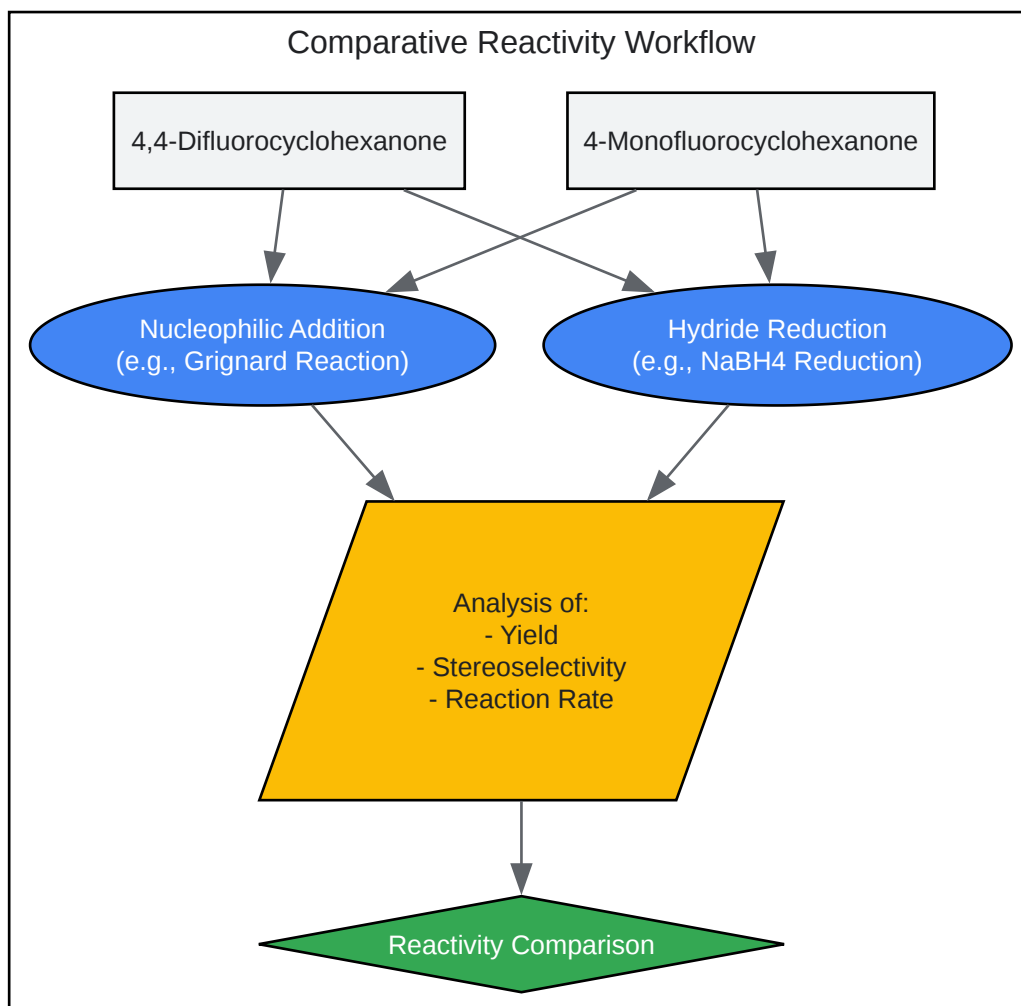 Comparative Reactivity Workflow
4,4-Difluorocyclohexanone
4-Monofluorocyclohexanone
Nucleophilic Addition
(e.g., Grignard Reaction)
Hydride Reduction
(e.g., NaBH4 Reduction)
Analysis of:
- Yield
- Stereoselectivity
- Reaction Rate
Reactivity Comparison